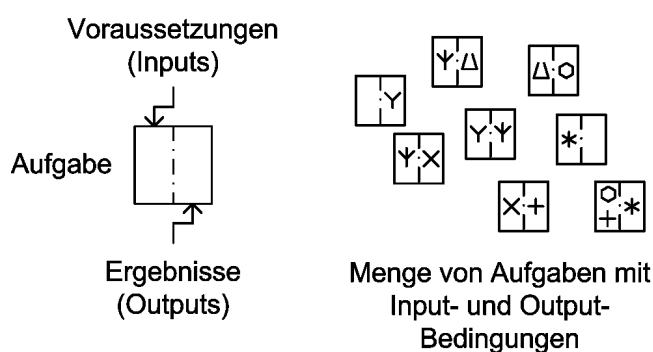 Voraussetzungen
(Inputs)
Aufgabe
Ergebnisse
(Outputs)
Menge von Aufgaben mit
Input- und Output-
Bedingungen